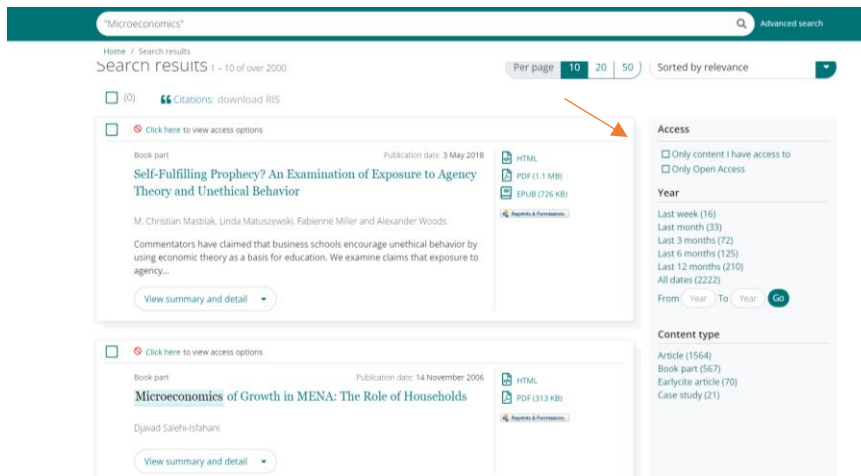 "Microeconomics"
Advanced search
Home / Search results
Search results 1 – 10 of over 2000
Per page 10 20 50
Sorted by relevance
(0)
Citations: download RIS
Click here to view access options
Book part
Publication date: 3 May 2018
Self-Fulfilling Prophecy? An Examination of Exposure to Agency
Theory and Unethical Behavior
M. Christian Mastilak, Linda Matuszewski, Fabienne Miller and Alexander Woods
Commentators have claimed that business schools encourage unethical behavior by
using economic theory as a basis for education. We examine claims that exposure to
agency...
View summary and detail
HTML
PDF (1.1 MB)
EPUB (726 KB)
Reprints & Permissions
Click here to view access options
Book part
Publication date: 14 November 2006
Microeconomics of Growth in MENA: The Role of Households
Djavad Salehi-Isfahani
View summary and detail
HTML
PDF (313 KB)
Reprints & Permissions
Access
Only content I have access to
Only Open Access
Year
Last week (16)
Last month (33)
Last 3 months (72)
Last 6 months (125)
Last 12 months (210)
All dates (2222)
From Year To Year Go
Content type
Article (1564)
Book part (567)
Earlycite article (70)
Case study (21)